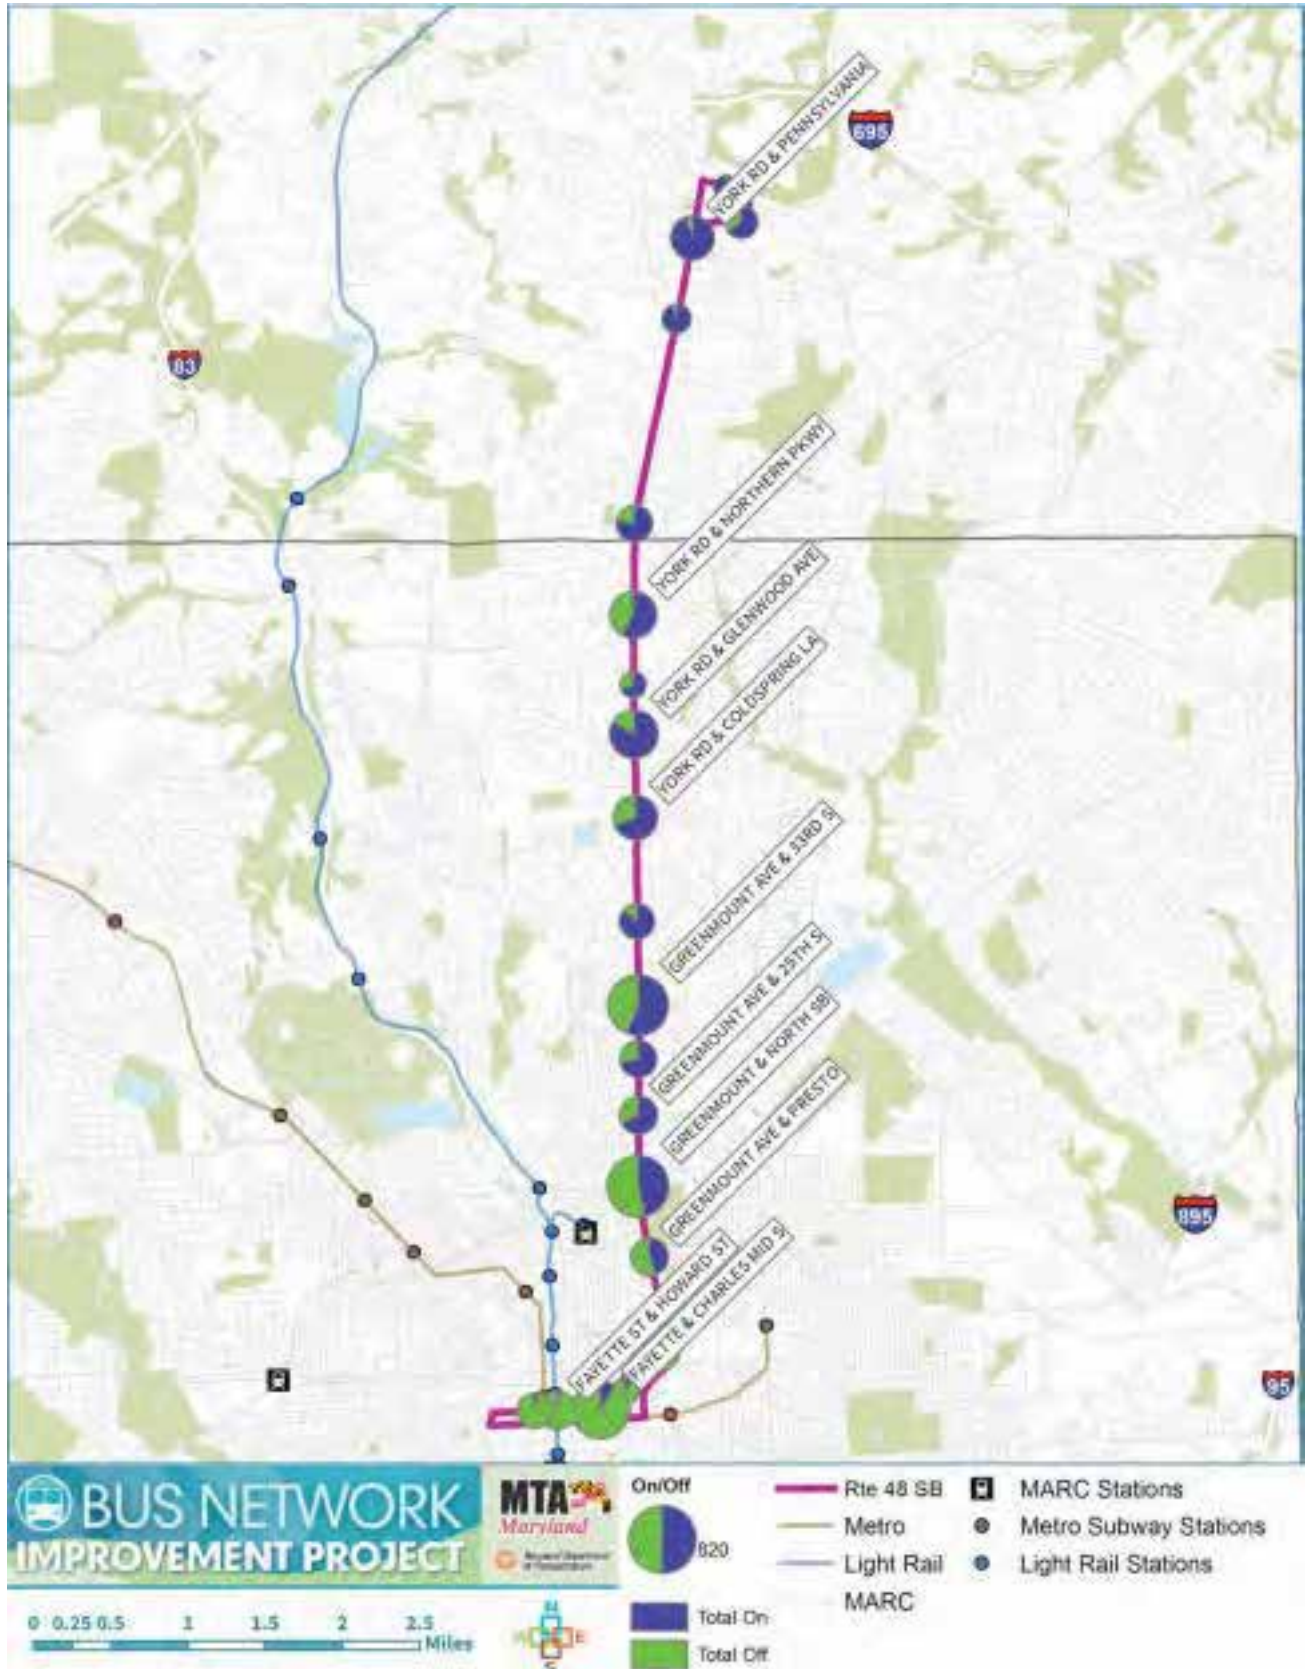 YORK RD & PENNSYLVANIA
695
83
YORK RD & NORTHERN PKWY
YORK RD & GLENWOOD AVE
YORK RD & COLDSPRING LA
GREENMOUNT AVE & 33RD S
GREENMOUNT AVE & 25TH S
GREENMOUNT & NORTH SB
GREENMOUNT AVE & PRESTO
895
FAYETTE ST & HOWARD ST
FAYETTE & CHARLES MID S
95
BUS NETWORK
IMPROVEMENT PROJECT
MTA
Maryland
Maryland Department
of Transportation
0 0.25 0.5 1 1.5 2 2.5
Miles
N
W E
S
On/Off
820
Total On
Total Off
Rte 48 SB
Metro
Light Rail
MARC
MARC Stations
Metro Subway Stations
Light Rail Stations